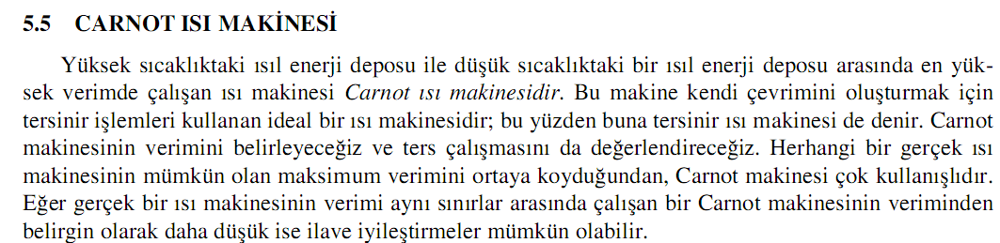 5.5 CARNOT ISI MAKİNESİ
Yüksek sıcaklıktaki ısıl enerji deposu ile düşük sıcaklıktaki bir ısıl enerji deposu arasında en yük-
sek verimde çalışan ısı makinesi Carnot ısı makinesidir. Bu makine kendi çevrimini oluşturmak için
tersinir işlemleri kullanan ideal bir ısı makinesidir; bu yüzden buna tersinir ısı makinesi de denir. Carnot
makinesinin verimini belirleyeceğiz ve ters çalışmasını da değerlendireceğiz. Herhangi bir gerçek ısı
makinesinin mümkün olan maksimum verimini ortaya koyduğundan, Carnot makinesi çok kullanışlıdır.
Eğer gerçek bir ısı makinesinin verimi aynı sınırlar arasında çalışan bir Carnot makinesinin veriminden
belirgin olarak daha düşük ise ilave iyileştirmeler mümkün olabilir.